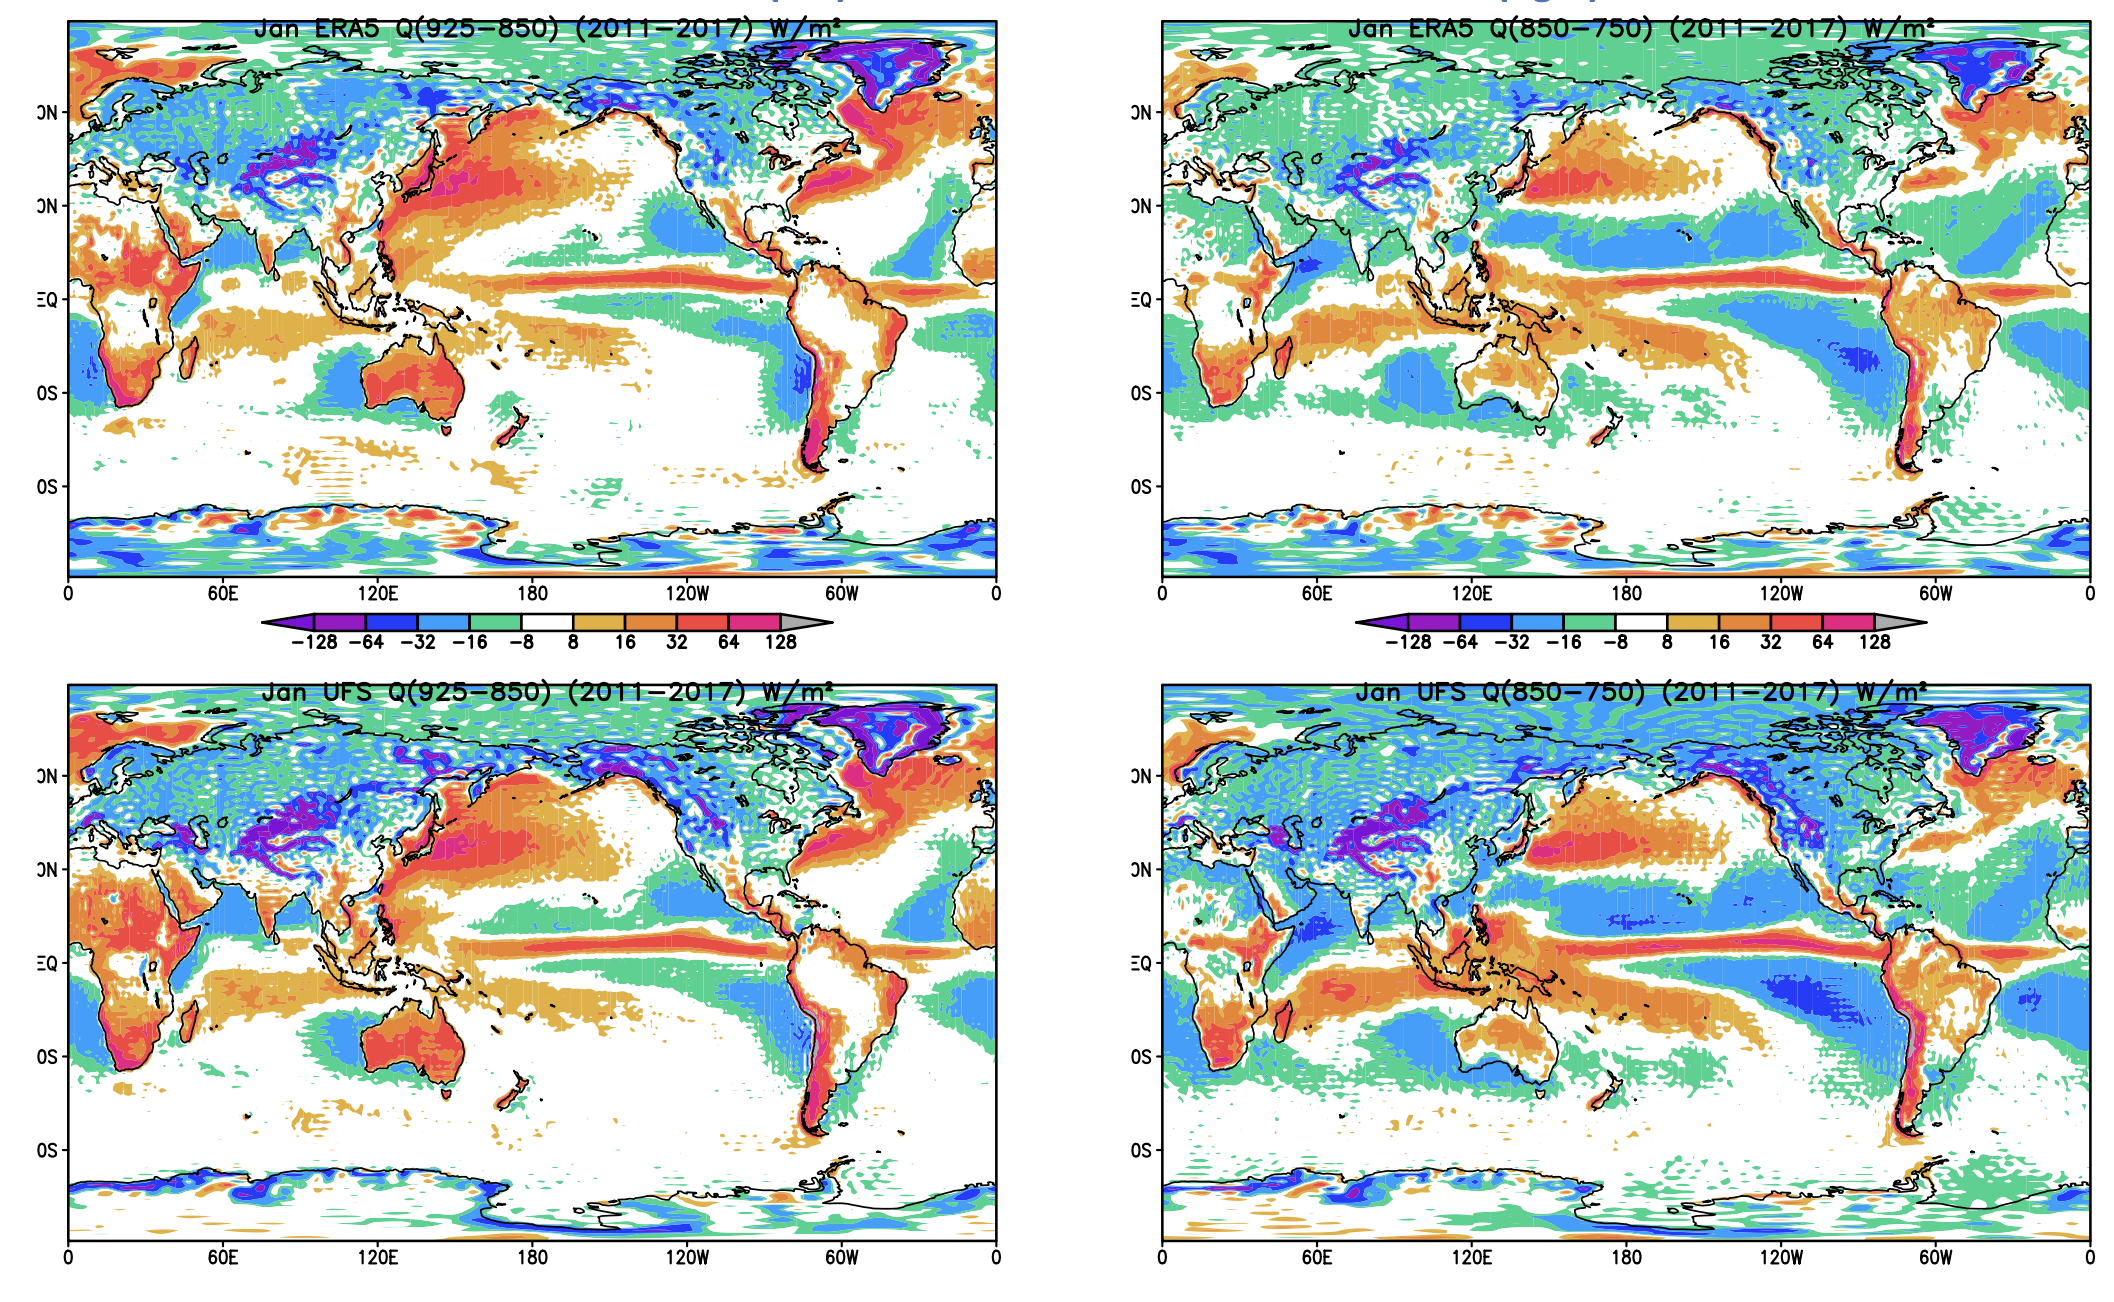 Jan ERA5 Q(925−850) (2011−2017) W/m²
0N
0N
EQ
0S
0S
0 60E 120E 180 120W 60W 0
−128 −64 −32 −16 −8 8 16 32 64 128
Jan ERA5 Q(850−750) (2011−2017) W/m²
0N
0N
EQ
0S
0S
0 60E 120E 180 120W 60W 0
−128 −64 −32 −16 −8 8 16 32 64 128
Jan UFS Q(925−850) (2011−2017) W/m²
0N
0N
EQ
0S
0S
0 60E 120E 180 120W 60W 0
Jan UFS Q(850−750) (2011−2017) W/m²
0N
0N
EQ
0S
0S
0 60E 120E 180 120W 60W 0